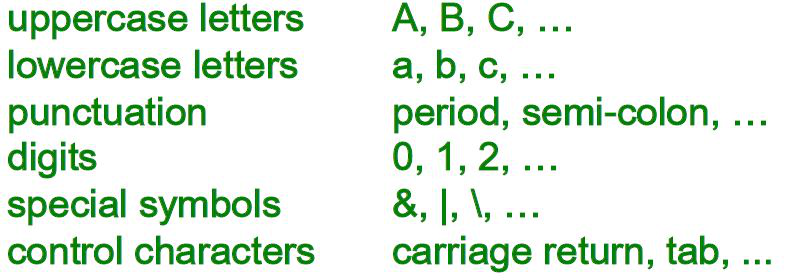 uppercase letters A, B, C, …
lowercase letters a, b, c, …
punctuation period, semi-colon, …
digits 0, 1, 2, …
special symbols &, |, \, …
control characters carriage return, tab, ...